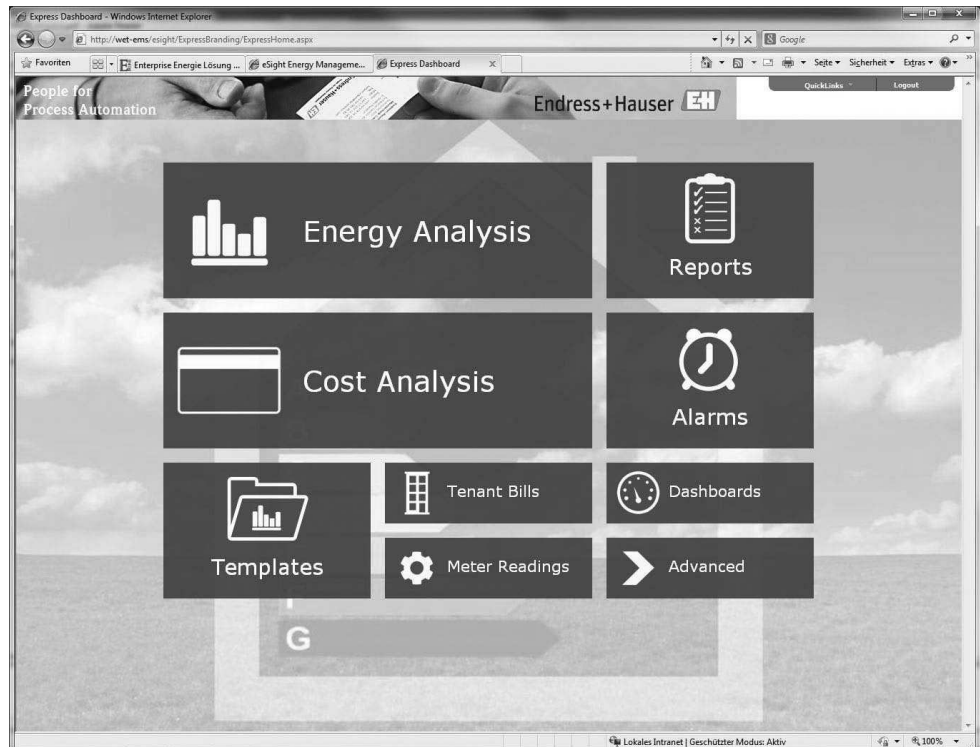 Express Dashboard - Windows Internet Explorer
http://wet-ems/esight/ExpressBranding/ExpressHome.aspx
Google
Favoriten
Enterprise Energie Lösung ...
eSight Energy Manageme...
Express Dashboard
x
Seite
Sicherheit
Extras
People for
Process Automation
Endress+Hauser
EH
QuickLinks
Logout
Energy Analysis
Reports
Cost Analysis
Alarms
Templates
Tenant Bills
Dashboards
Meter Readings
Advanced
G
Lokales Intranet | Geschützter Modus: Aktiv
100%